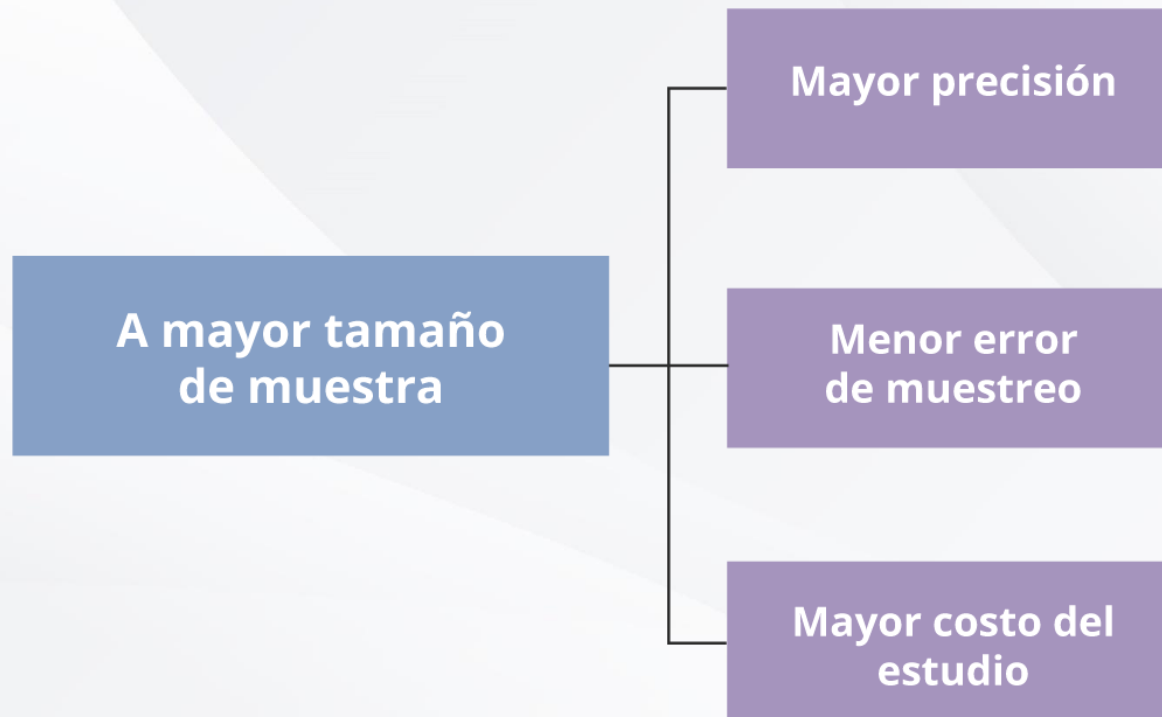 Mayor precisión
A mayor tamaño
de muestra
Menor error
de muestreo
Mayor costo del
estudio